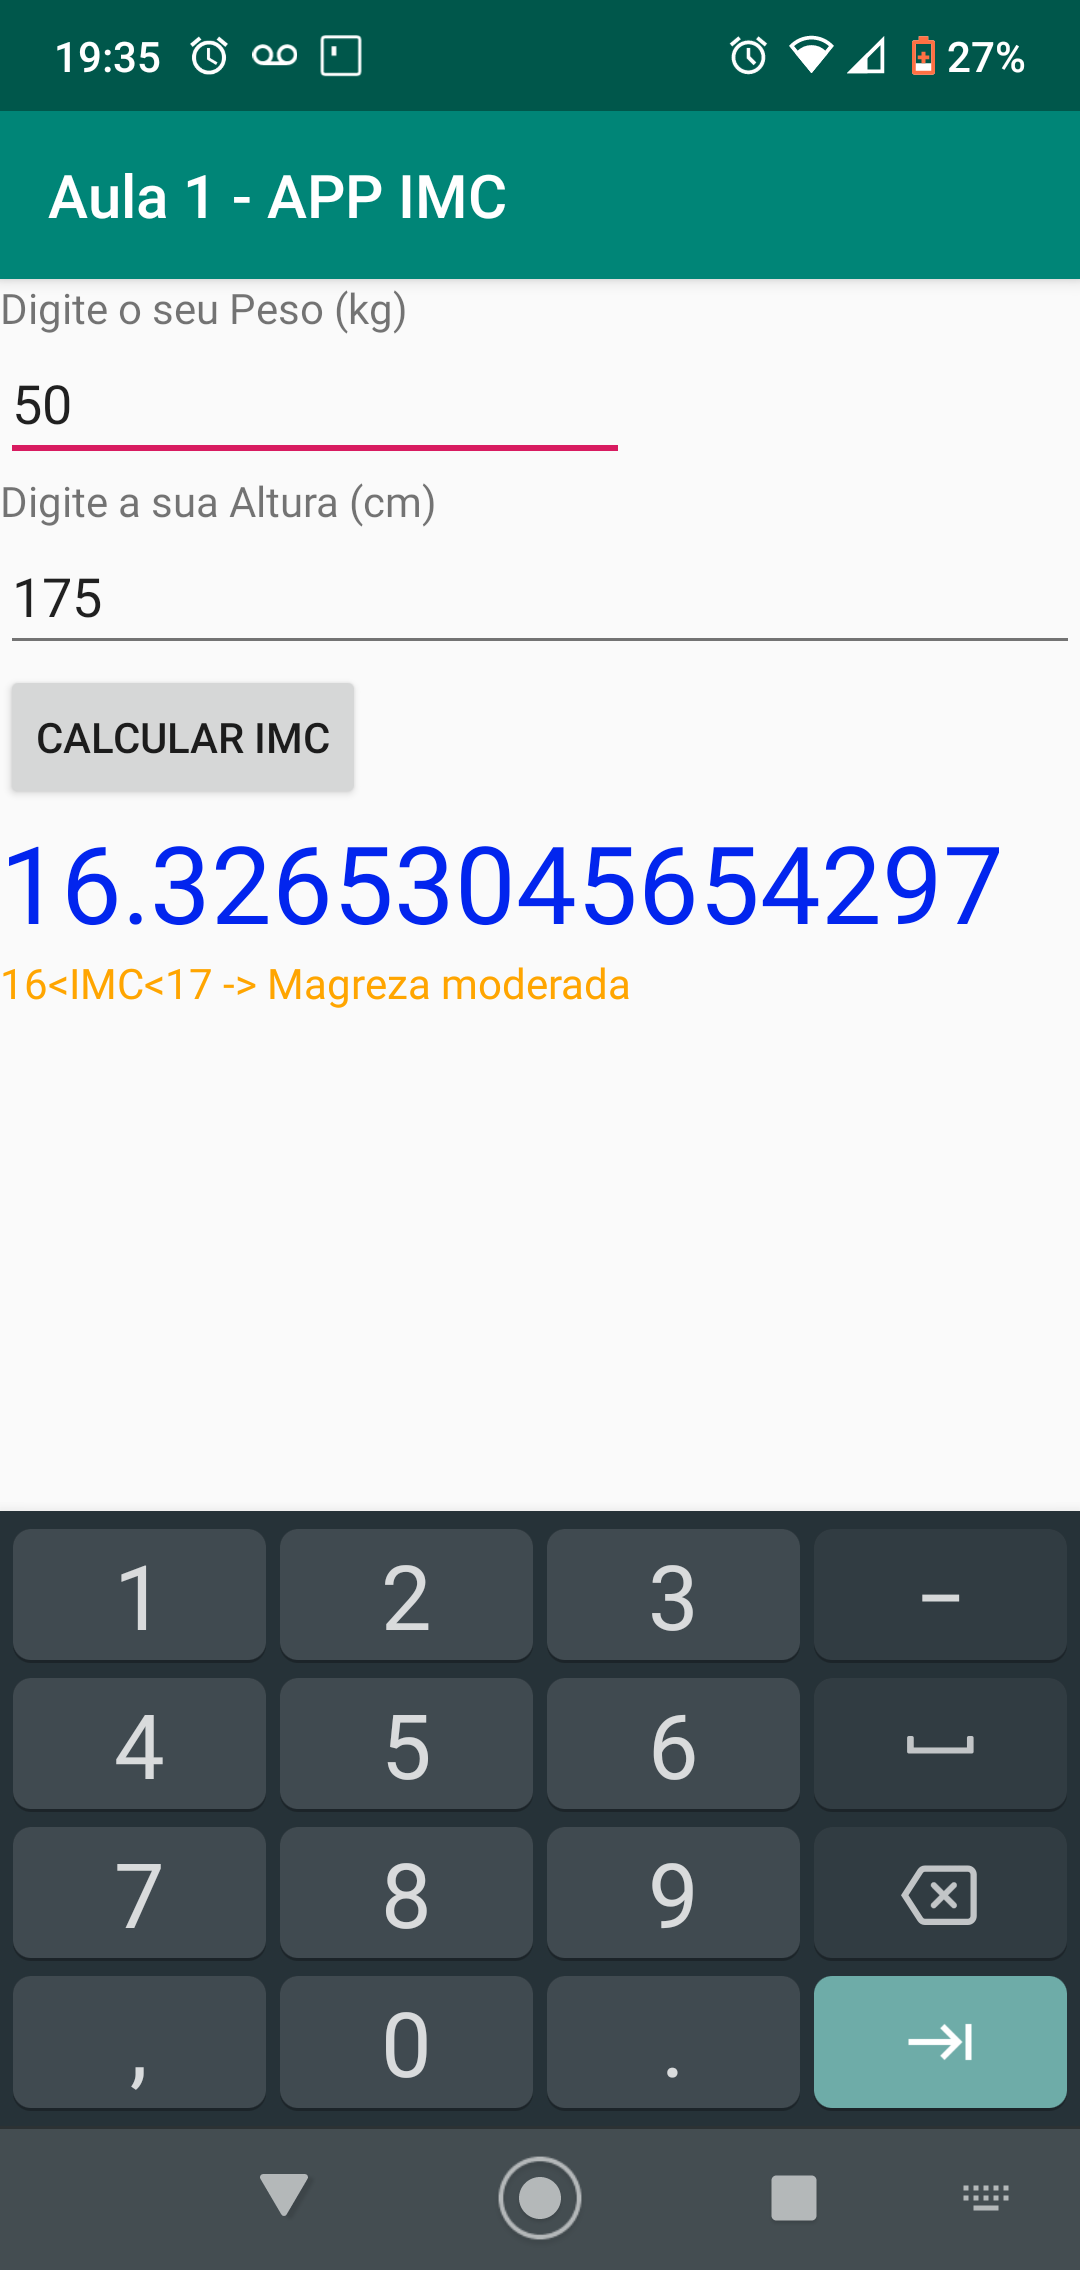 19:35 27%
Aula 1 - APP IMC
Digite o seu Peso (kg)
50
Digite a sua Altura (cm)
175
CALCULAR IMC
16.32653045654297
16<IMC<17 -> Magreza moderada
1 2 3 -
4 5 6
7 8 9
, 0 .